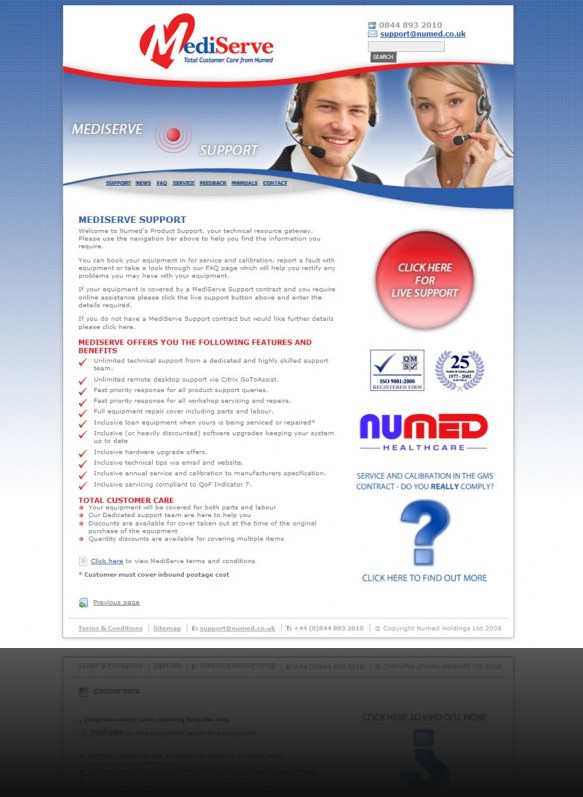 MediServe
Total Customer Care from Numed
0844 893 2010
support@numed.co.uk
SEARCH
MEDISERVE
SUPPORT
SUPPORT NEWS FAQ SERVICE FEEDBACK MANUALS CONTACT
MEDISERVE SUPPORT
Welcome to Numed's Product Support, your technical resource gateway.
Please use the navigation bar above to help you find the information you
require.
You can book your equipment in for service and calibration, report a fault with
equipment or take a look through our FAQ page which will help you rectify any
problems you may have with your equipment.
If your equipment is covered by a MediServe Support contract and you require
online assistance please click the live support button above and enter the
details required.
If you do not have a MediServe Support contract but would like further details
please click here.
MEDISERVE OFFERS YOU THE FOLLOWING FEATURES AND
BENEFITS
Unlimited technical support from a dedicated and highly skilled support
team.
Unlimited remote desktop support via Citrix GoToAssist.
Fast priority response for all product support queries.
Fast priority response for all workshop servicing and repairs.
Full equipment repair cover including parts and labour.
Inclusive loan equipment when yours is being serviced or repaired*
Inclusive (or heavily discounted) software upgrades keeping your system
up to date
Inclusive hardware upgrade offers.
Inclusive technical tips via email and website.
Inclusive annual service and calibration to manufacturers specification.
Inclusive servicing compliant to QoF Indicator 7.
TOTAL CUSTOMER CARE
Your equipment will be covered for both parts and labour
Our Dedicated support team are here to help you
Discounts are available for cover taken out at the time of the original
purchase of the equipment
Quantity discounts are available for covering multiple items
Click here to view MediServe terms and conditions
* Customer must cover inbound postage cost
Previous page
CLICK HERE
FOR
LIVE SUPPORT
QMS
ISO 9001:2000
REGISTERED FIRM
25
YEARS OF EXCELLENCE
1977 - 2002
NUMED
HEALTHCARE
SERVICE AND CALIBRATION IN THE GMS
CONTRACT - DO YOU REALLY COMPLY?
?
CLICK HERE TO FIND OUT MORE
Terms & Conditions | Sitemap | E: support@numed.co.uk | T: +44 (0)844 893 2010 | © Copyright Numed Holdings Ltd 2008